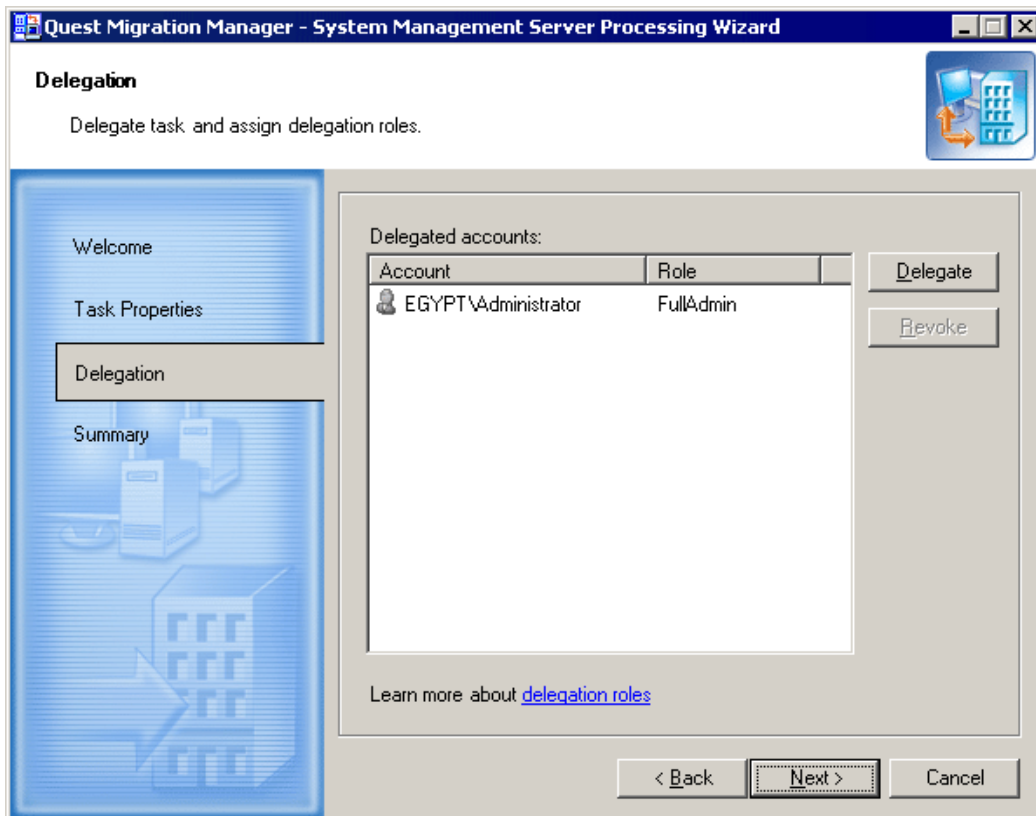 Quest Migration Manager - System Management Server Processing Wizard
Delegation
Delegate task and assign delegation roles.
Welcome
Task Properties
Delegation
Summary
Delegated accounts:
Account Role
EGYPT\Administrator FullAdmin
Delegate
Revoke
Learn more about delegation roles
< Back Next > Cancel